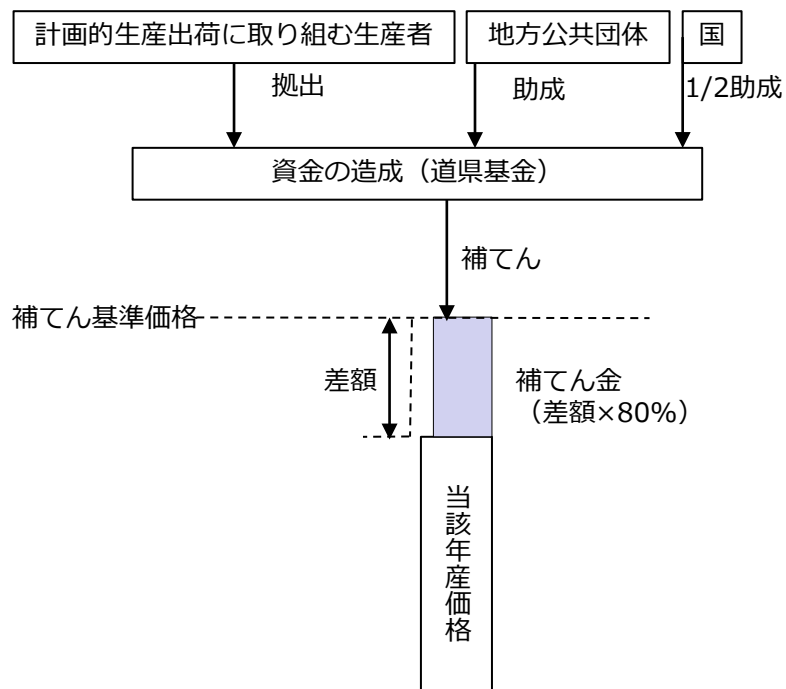 計画的生産出荷に取り組む生産者
地方公共団体
国
拠出
助成
1/2助成
資金の造成（道県基金）
補てん
補てん基準価格
差額
補てん金
（差額×80%）
当該年産価格